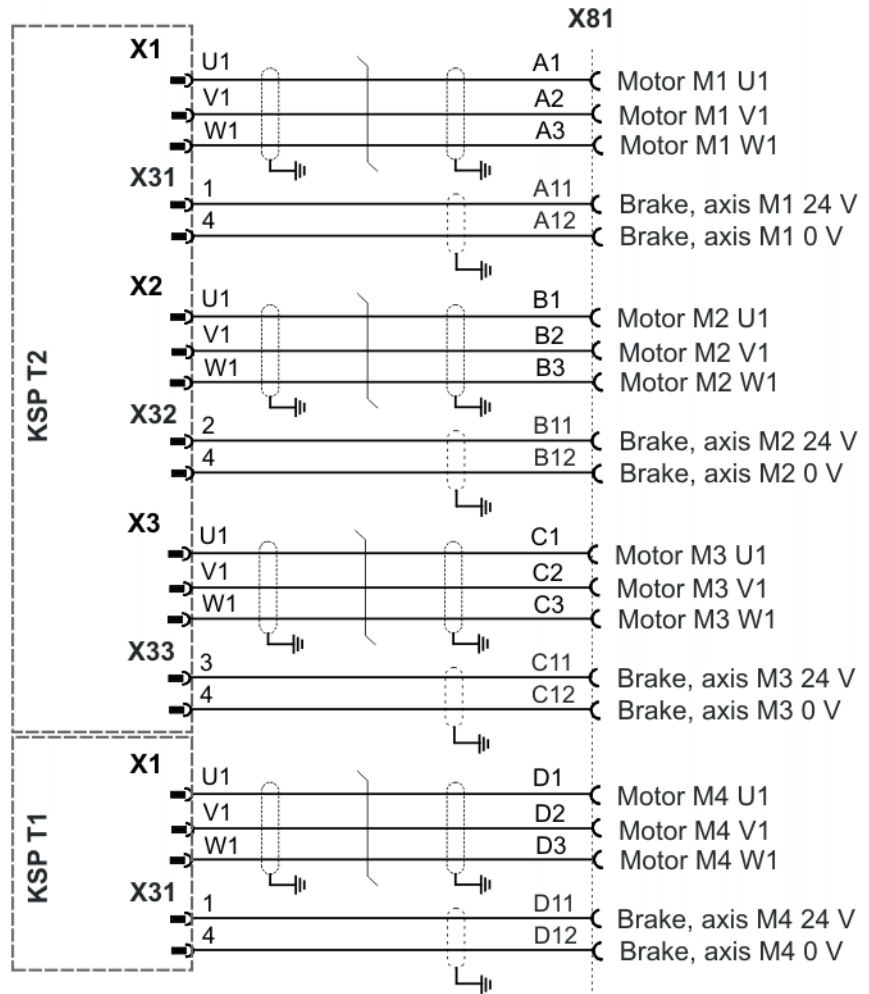 X81
X1
U1 A1 Motor M1 U1
V1 A2 Motor M1 V1
W1 A3 Motor M1 W1
X31
1 A11 Brake, axis M1 24 V
4 A12 Brake, axis M1 0 V
X2
U1 B1 Motor M2 U1
V1 B2 Motor M2 V1
W1 B3 Motor M2 W1
KSP T2
X32
2 B11 Brake, axis M2 24 V
4 B12 Brake, axis M2 0 V
X3
U1 C1 Motor M3 U1
V1 C2 Motor M3 V1
W1 C3 Motor M3 W1
X33
3 C11 Brake, axis M3 24 V
4 C12 Brake, axis M3 0 V
X1
U1 D1 Motor M4 U1
V1 D2 Motor M4 V1
W1 D3 Motor M4 W1
KSP T1
X31
1 D11 Brake, axis M4 24 V
4 D12 Brake, axis M4 0 V